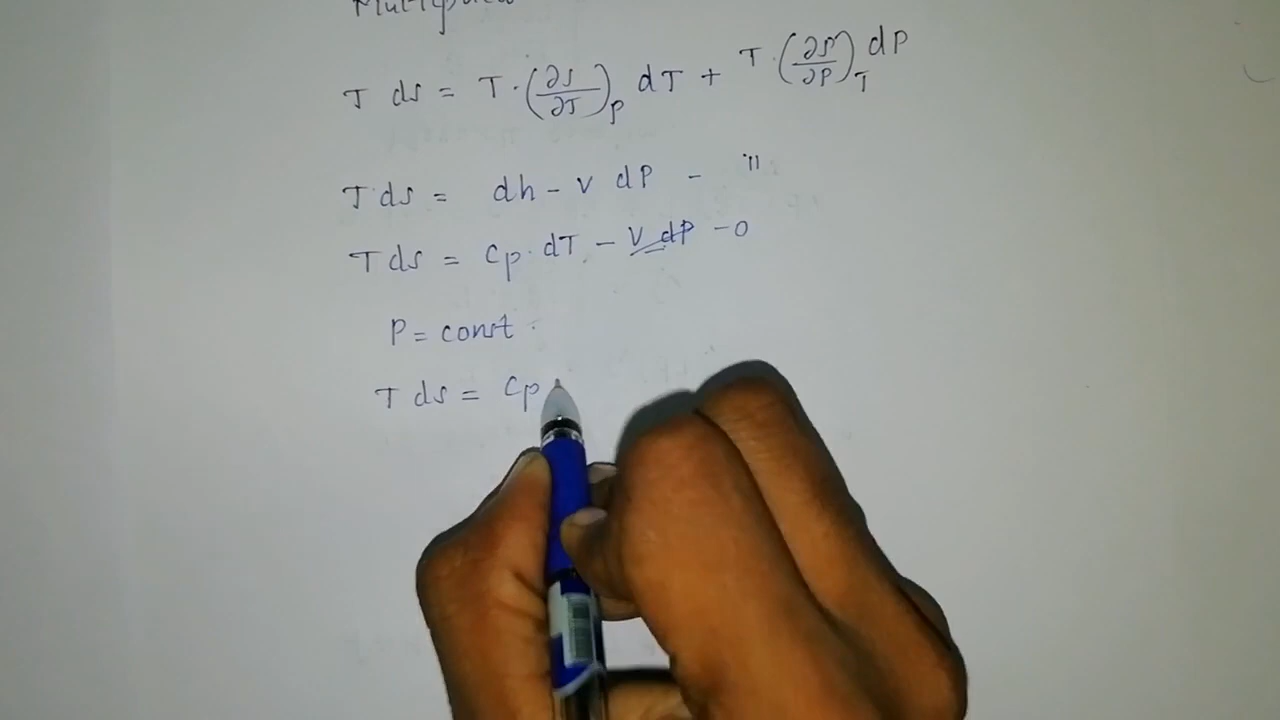 T ds = T · (∂s/∂T)p dT + T · (∂s/∂P)T dP
T ds = dh - v dP - "
T ds = Cp · dT - v dP - 0
P = const ·
T ds = Cp